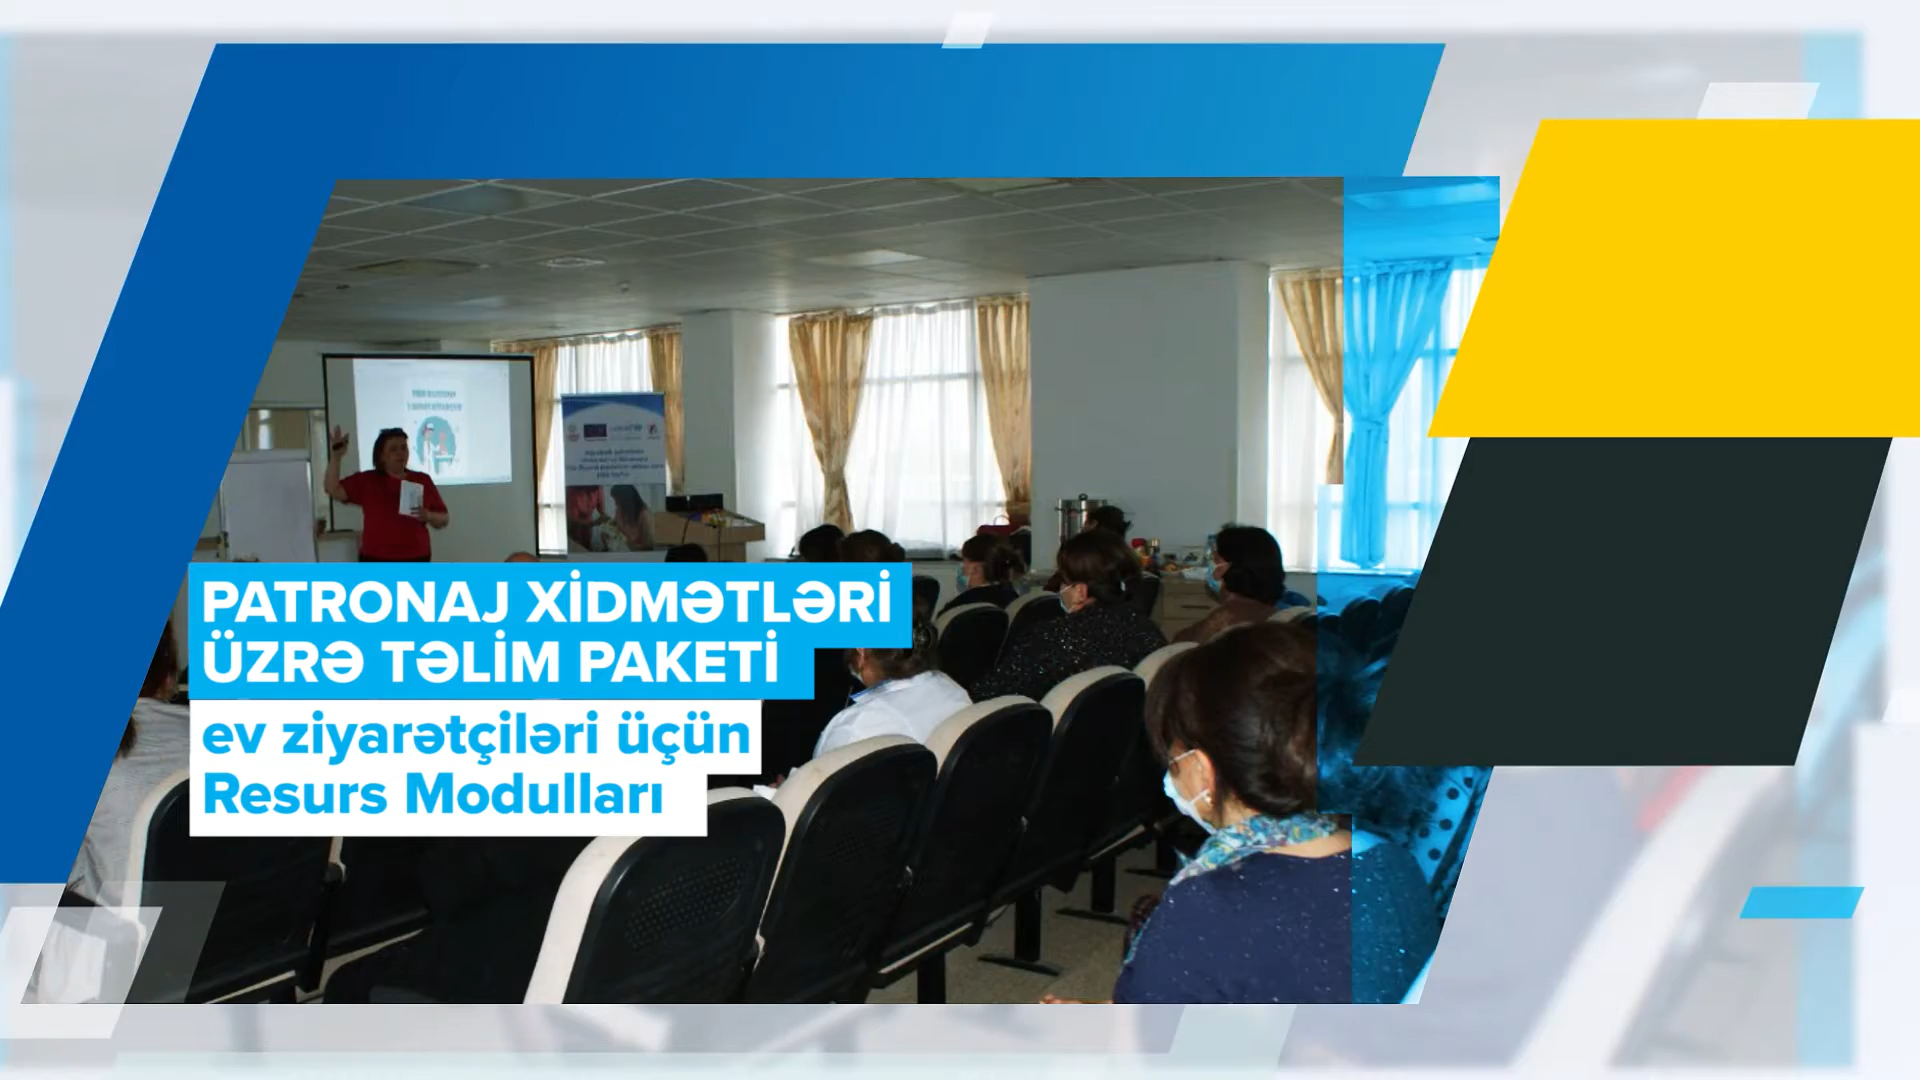 PATRONAJ XİDMƏTLƏRİ
ÜZRƏ TƏLİM PAKETİ
ev ziyarətçiləri üçün
Resurs Modulları